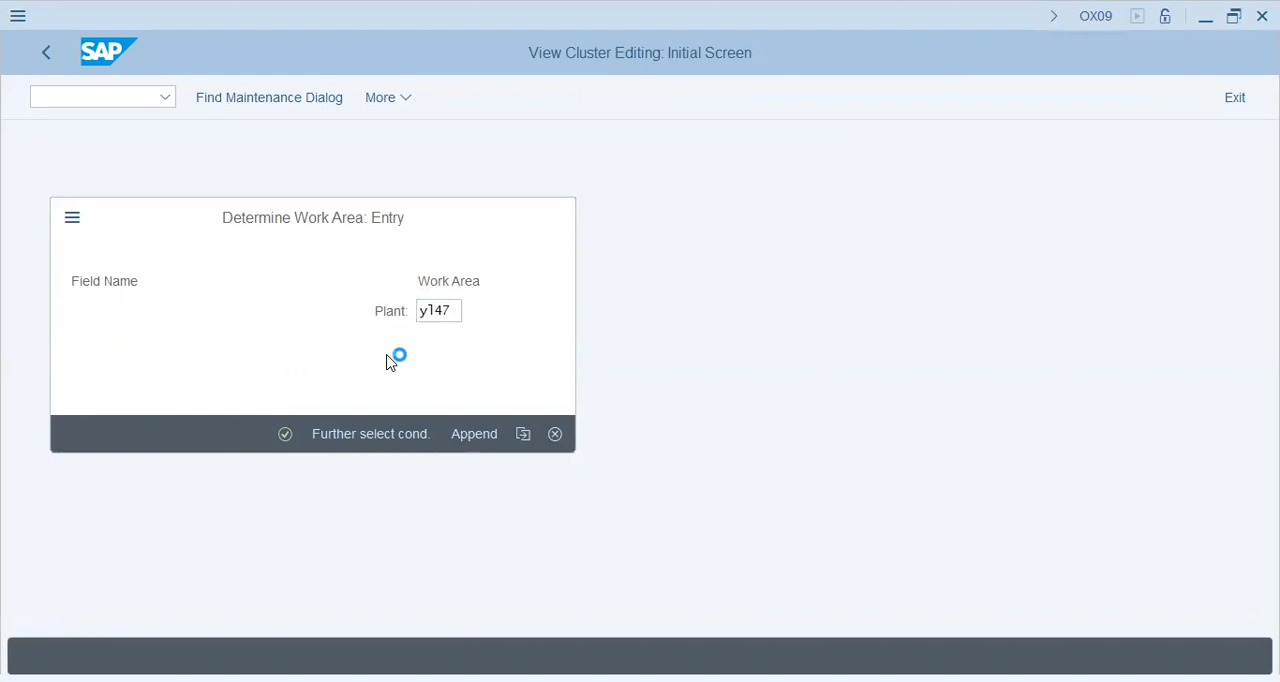 OX09
SAP
View Cluster Editing: Initial Screen
Find Maintenance Dialog
More
Exit
Determine Work Area: Entry
Field Name
Work Area
Plant:
yl47
Further select cond.
Append